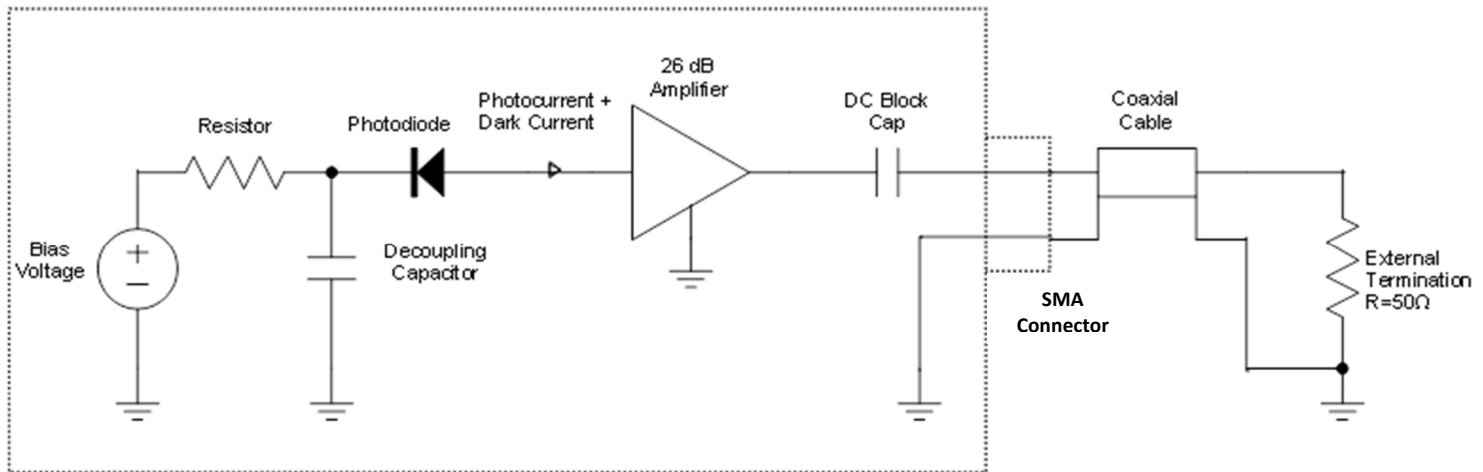 26 dB
Amplifier
Photocurrent +
Dark Current
DC Block
Cap
Coaxial
Cable
Resistor
Photodiode
+
−
Bias
Voltage
Decoupling
Capacitor
External
Termination
R=50Ω
SMA
Connector